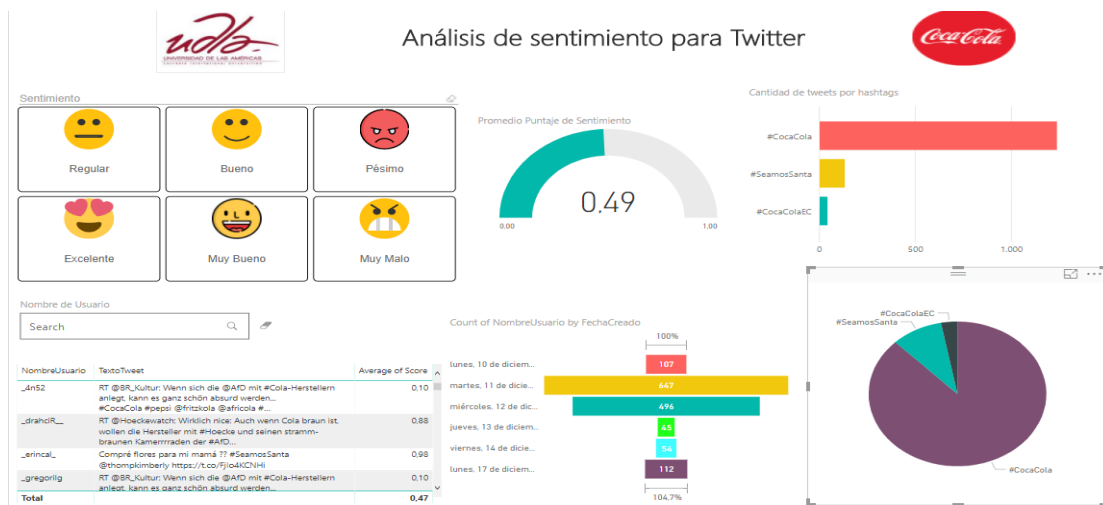 udla-
UNIVERSIDAD DE LAS AMÉRICAS
Análisis de sentimiento para Twitter
Coca-Cola
Sentimiento
Regular
Bueno
Pésimo
Excelente
Muy Bueno
Muy Malo
Promedio Puntaje de Sentimiento
0,49
0,00
1,00
Cantidad de tweets por hashtags
#CocaCola
#SeamosSanta
#CocaColaEC
0
500
1.000
Nombre de Usuario
Search
NombreUsuario TextoTweet Average of Score
_4n52 RT @BR_Kultur: Wenn sich die @AfD mit #Cola-Herstellern 0,10
anlegt, kann es ganz schön absurd werden...
#CocaCola #pepsi @fritzkola @africola #...
_drahdiR__ RT @Hoeckewatch: Wirklich nice: Auch wenn Cola braun ist, 0,88
wollen die Hersteller mit #Hoecke und seinen stramm-
braunen Kamerrrraden der #AfD...
_erincal_ Compré flores para mi mamá ?? #SeamosSanta 0,98
@thompkimberly https://t.co/Fjio4KCNHi
_gregorilg RT @BR_Kultur: Wenn sich die @AfD mit #Cola-Herstellern 0,10
anlegt, kann es ganz schön absurd werden...
Total 0,47
Count of NombreUsuario by FechaCreado
100%
lunes, 10 de diciem... 107
martes, 11 de dicie... 647
miércoles, 12 de dic... 496
jueves, 13 de diciem... 45
viernes, 14 de dicie... 54
lunes, 17 de diciem... 112
104,7%
#CocaColaEC
#SeamosSanta
#CocaCola